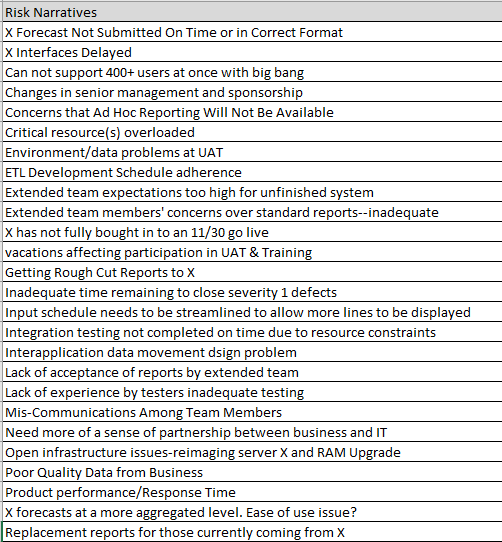 Risk Narratives
X Forecast Not Submitted On Time or in Correct Format
X Interfaces Delayed
Can not support 400+ users at once with big bang
Changes in senior management and sponsorship
Concerns that Ad Hoc Reporting Will Not Be Available
Critical resource(s) overloaded
Environment/data problems at UAT
ETL Development Schedule adherence
Extended team expectations too high for unfinished system
Extended team members' concerns over standard reports--inadequate
X has not fully bought in to an 11/30 go live
vacations affecting participation in UAT & Training
Getting Rough Cut Reports to X
Inadequate time remaining to close severity 1 defects
Input schedule needs to be streamlined to allow more lines to be displayed
Integration testing not completed on time due to resource constraints
Interapplication data movement dsign problem
Lack of acceptance of reports by extended team
Lack of experience by testers inadequate testing
Mis-Communications Among Team Members
Need more of a sense of partnership between business and IT
Open infrastructure issues-reimaging server X and RAM Upgrade
Poor Quality Data from Business
Product performance/Response Time
X forecasts at a more aggregated level. Ease of use issue?
Replacement reports for those currently coming from X